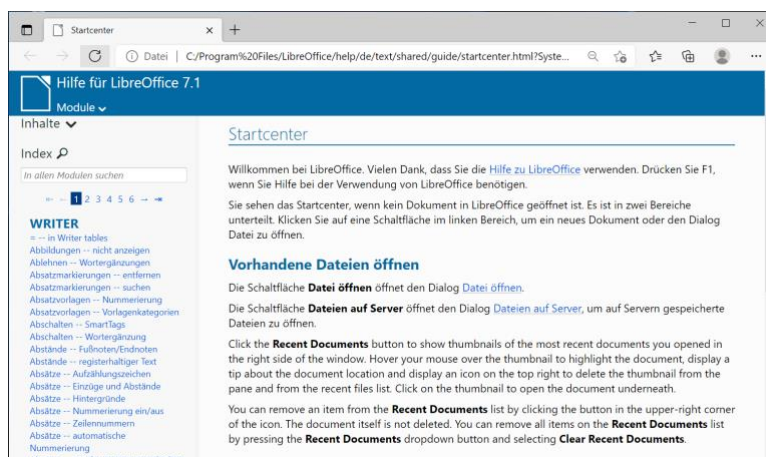 Startcenter
Datei | C:/Program%20Files/LibreOffice/help/de/text/shared/guide/startcenter.html?Syste...
Hilfe für LibreOffice 7.1
Module
Inhalte
Index
In allen Modulen suchen
1 2 3 4 5 6
WRITER
= -- in Writer tables
Abbildungen -- nicht anzeigen
Ablehnen -- Wortergänzungen
Absatzmarkierungen -- entfernen
Absatzmarkierungen -- suchen
Absatzvorlagen -- Nummerierung
Absatzvorlagen -- Vorlagenkategorien
Abschalten -- SmartTags
Abschalten -- Wortergänzung
Abstände -- Fußnoten/Endnoten
Abstände -- registerhaltiger Text
Absätze -- Aufzählungszeichen
Absätze -- Einzüge und Abstände
Absätze -- Hintergründe
Absätze -- Nummerierung ein/aus
Absätze -- Zeilennummern
Absätze -- automatische
Nummerierung
Startcenter
Willkommen bei LibreOffice. Vielen Dank, dass Sie die Hilfe zu LibreOffice verwenden. Drücken Sie F1,
wenn Sie Hilfe bei der Verwendung von LibreOffice benötigen.
Sie sehen das Startcenter, wenn kein Dokument in LibreOffice geöffnet ist. Es ist in zwei Bereiche
unterteilt. Klicken Sie auf eine Schaltfläche im linken Bereich, um ein neues Dokument oder den Dialog
Datei zu öffnen.
Vorhandene Dateien öffnen
Die Schaltfläche Datei öffnen öffnet den Dialog Datei öffnen.
Die Schaltfläche Dateien auf Server öffnet den Dialog Dateien auf Server, um auf Servern gespeicherte
Dateien zu öffnen.
Click the Recent Documents button to show thumbnails of the most recent documents you opened in
the right side of the window. Hover your mouse over the thumbnail to highlight the document, display a
tip about the document location and display an icon on the top right to delete the thumbnail from the
pane and from the recent files list. Click on the thumbnail to open the document underneath.
You can remove an item from the Recent Documents list by clicking the button in the upper-right corner
of the icon. The document itself is not deleted. You can remove all items on the Recent Documents list
by pressing the Recent Documents dropdown button and selecting Clear Recent Documents.